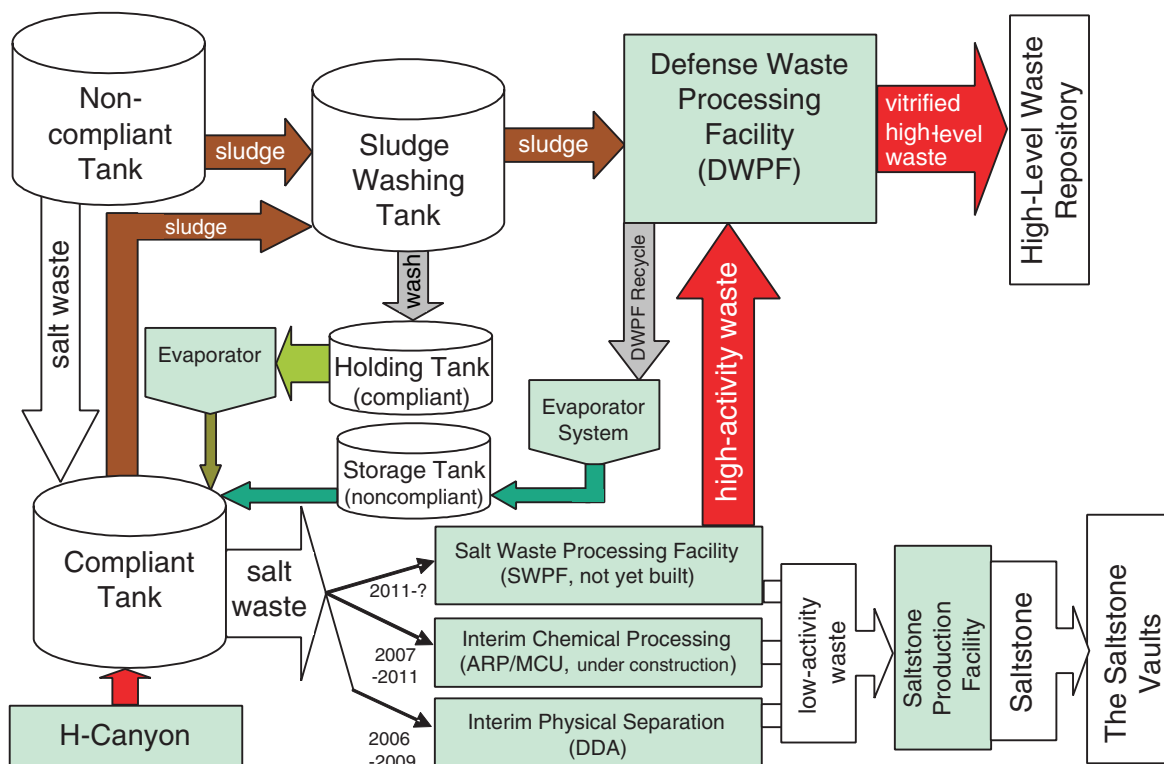 Non-
compliant
Tank
sludge
Sludge
Washing
Tank
sludge
Defense Waste
Processing
Facility
(DWPF)
vitrified
high-level
waste
High-Level Waste
Repository
salt waste
sludge
wash
DWPF Recycle
high-activity waste
Evaporator
Holding Tank
(compliant)
Evaporator
System
Storage Tank
(noncompliant)
Compliant
Tank
salt
waste
2011-?
Salt Waste Processing Facility
(SWPF, not yet built)
2007
-2011
Interim Chemical Processing
(ARP/MCU, under construction)
2006
-2009
Interim Physical Separation
(DDA)
low-activity
waste
Saltstone
Production
Facility
Saltstone
The Saltstone
Vaults
H-Canyon